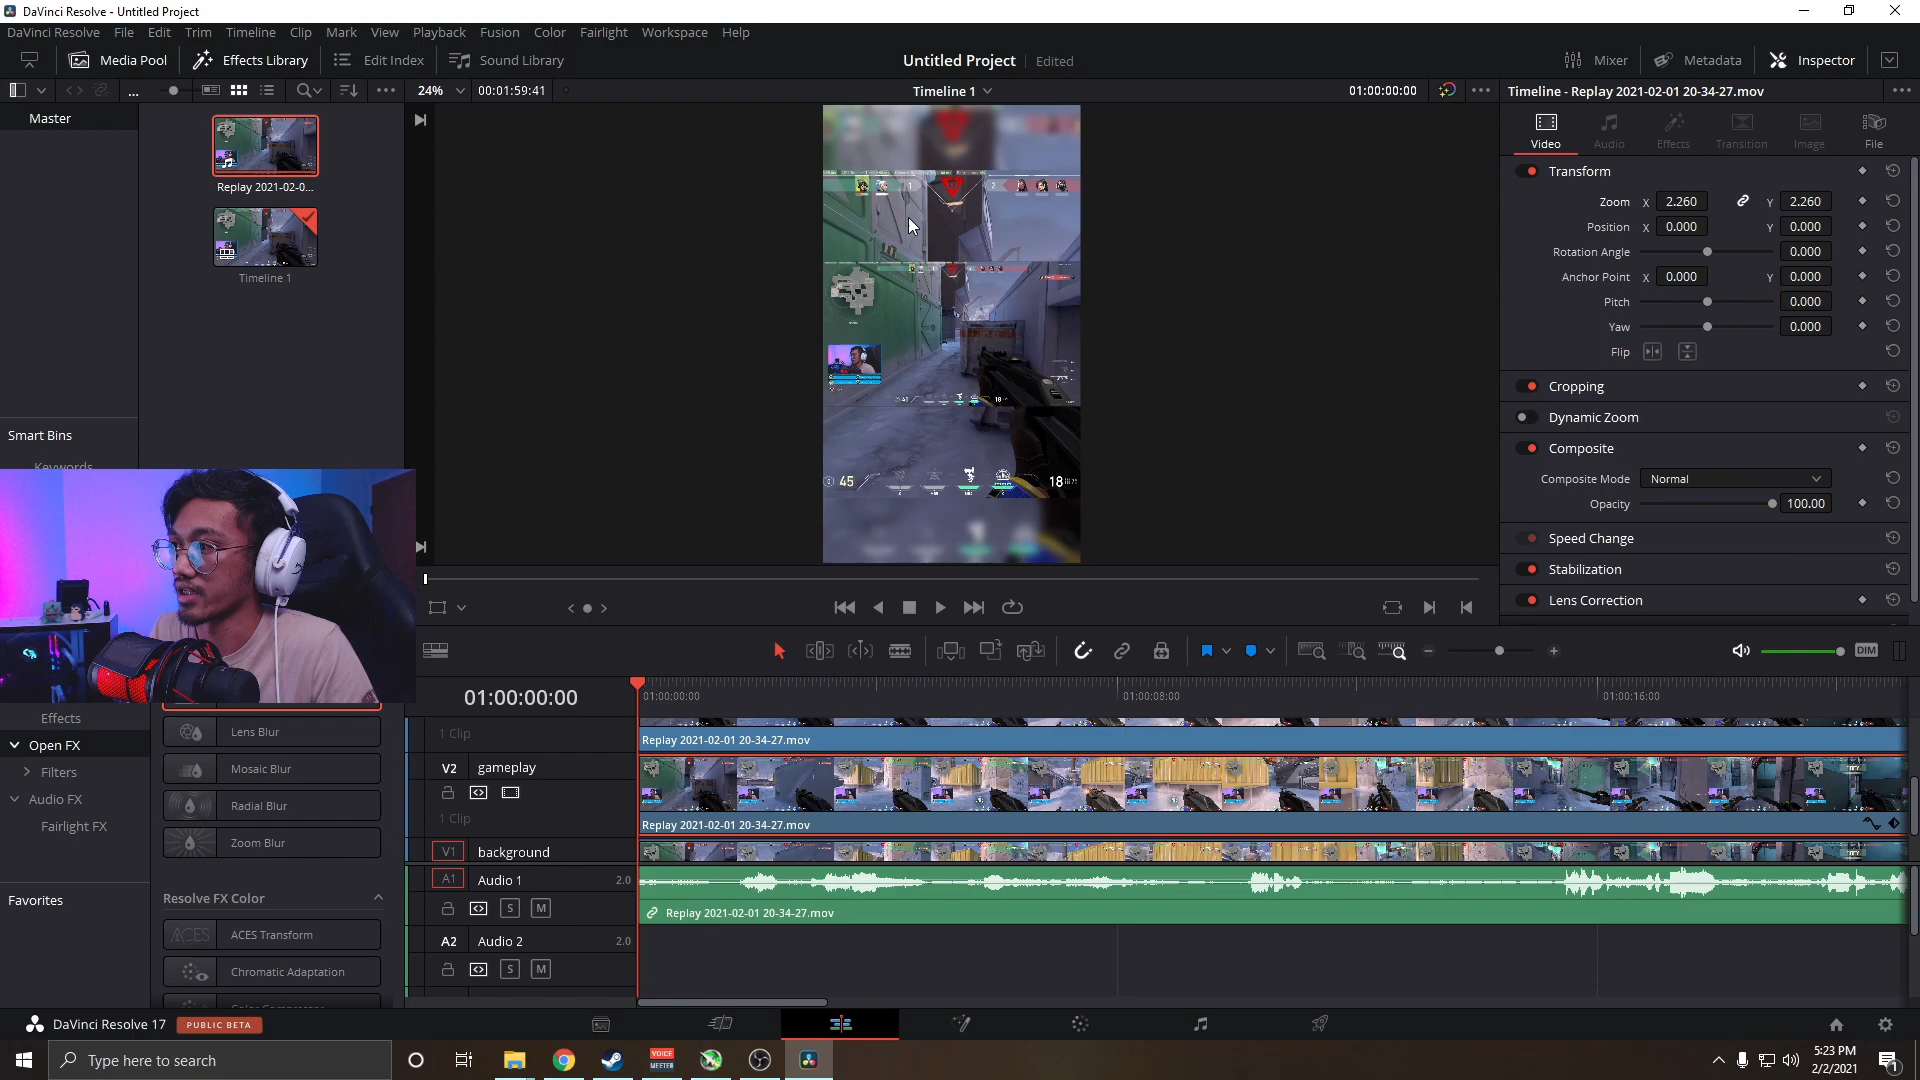 DaVinci Resolve - Untitled Project
DaVinci Resolve File Edit Trim Timeline Clip Mark View Playback Fusion Color Fairlight Workspace Help
Media Pool Effects Library Edit Index Sound Library Untitled Project Edited Mixer Metadata Inspector
... 24% 00:01:59:41 Timeline 1 01:00:00:00 Timeline - Replay 2021-02-01 20-34-27.mov
Master
Replay 2021-02-0...
Timeline 1
Smart Bins
Keywords
1 2
45 18
Video Audio Effects Transition Image File
Transform
Zoom X 2.260 Y 2.260
Position X 0.000 Y 0.000
Rotation Angle 0.000
Anchor Point X 0.000 Y 0.000
Pitch 0.000
Yaw 0.000
Flip
Cropping
Dynamic Zoom
Composite
Composite Mode Normal
Opacity 100.00
Speed Change
Stabilization
Lens Correction
DIM
Effects
Open FX
Filters
Audio FX
Fairlight FX
Favorites
Lens Blur
Mosaic Blur
Radial Blur
Zoom Blur
Resolve FX Color
ACES Transform
Chromatic Adaptation
01:00:00:00 01:00:00:00 01:00:08:00 01:00:16:00
1 Clip
Replay 2021-02-01 20-34-27.mov
V2 gameplay
1 Clip
Replay 2021-02-01 20-34-27.mov
V1 background
A1 Audio 1 2.0
S M
Replay 2021-02-01 20-34-27.mov
A2 Audio 2 2.0
S M
DaVinci Resolve 17 PUBLIC BETA
Type here to search
VOICE
MEETER
5:23 PM
2/2/2021
1